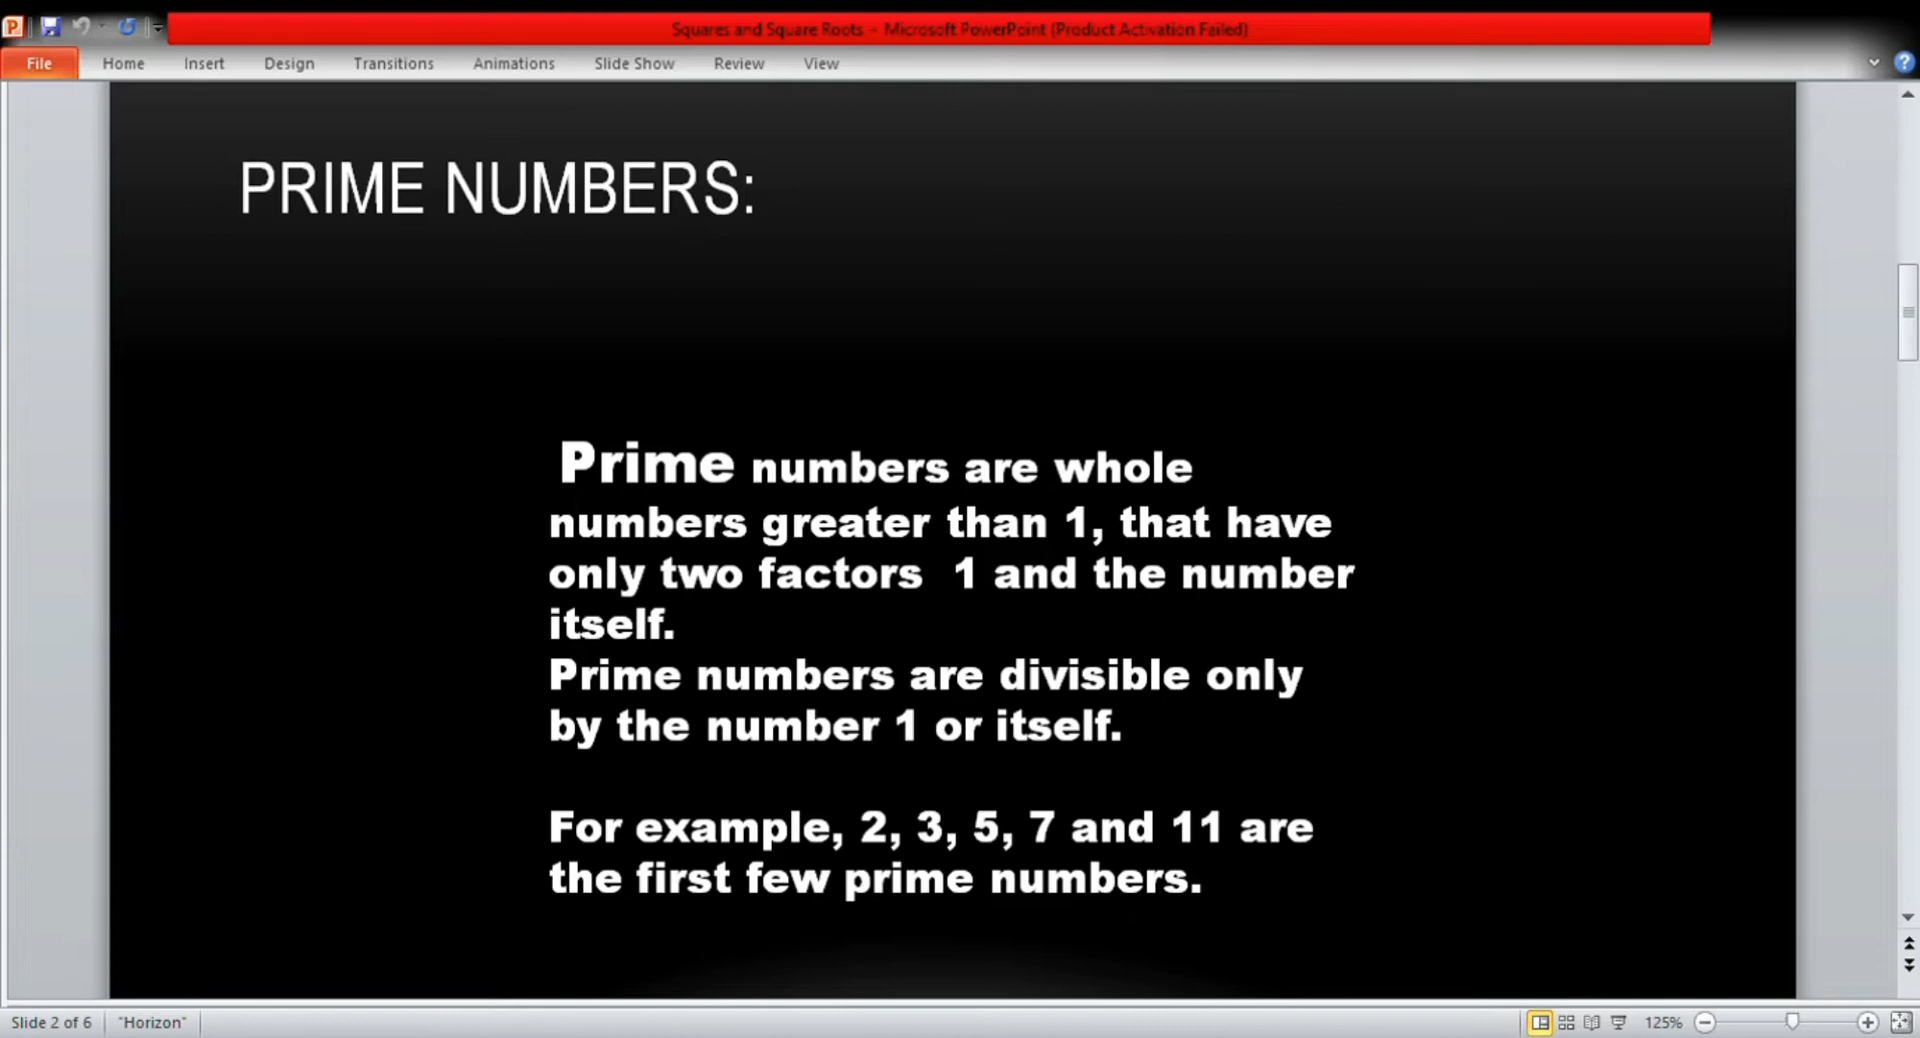 Squares and Square Roots - Microsoft PowerPoint (Product Activation Failed)
File Home Insert Design Transitions Animations Slide Show Review View
PRIME NUMBERS:
Prime numbers are whole
numbers greater than 1, that have
only two factors 1 and the number
itself.
Prime numbers are divisible only
by the number 1 or itself.
For example, 2, 3, 5, 7 and 11 are
the first few prime numbers.
Slide 2 of 6 "Horizon" 125%